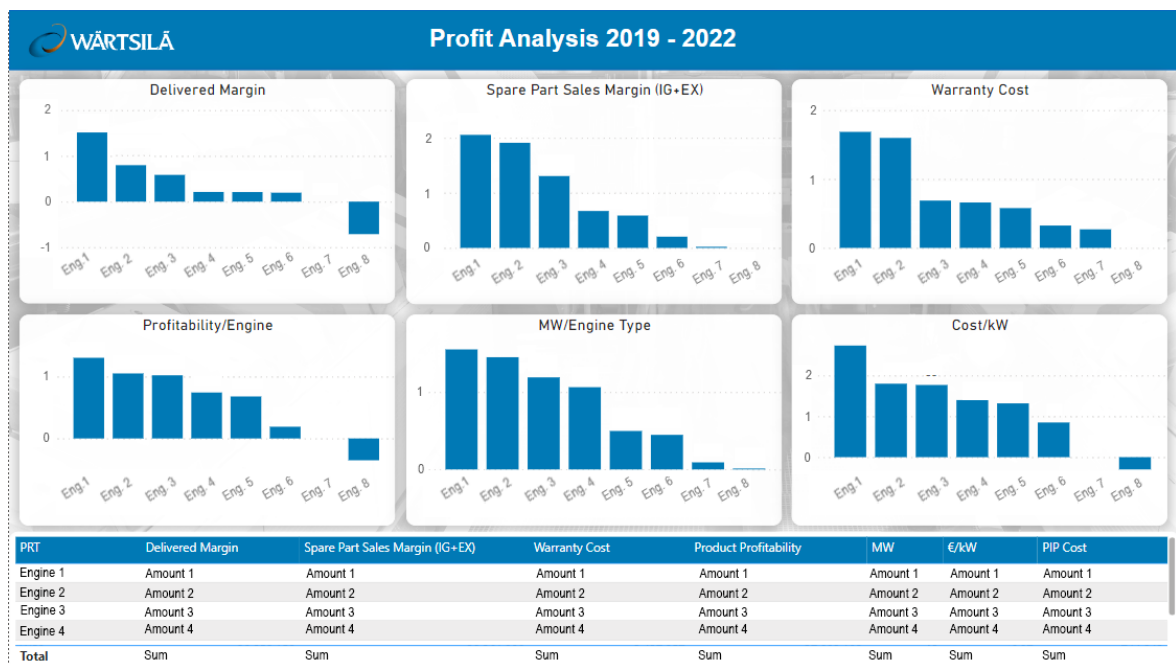 WÄRTSILÄ
Profit Analysis 2019 - 2022
Delivered Margin
2
1
0
-1
Eng.1 Eng. 2 Eng. 3 Eng. 4 Eng. 5 Eng. 6 Eng. 7 Eng. 8
Spare Part Sales Margin (IG+EX)
2
1
0
Eng.1 Eng. 2 Eng. 3 Eng. 4 Eng. 5 Eng. 6 Eng. 7 Eng. 8
Warranty Cost
2
1
0
Eng.1 Eng. 2 Eng. 3 Eng. 4 Eng. 5 Eng. 6 Eng. 7 Eng. 8
Profitability/Engine
1
0
Eng.1 Eng. 2 Eng. 3 Eng. 4 Eng. 5 Eng. 6 Eng. 7 Eng. 8
MW/Engine Type
1
0
Eng.1 Eng. 2 Eng. 3 Eng. 4 Eng. 5 Eng. 6 Eng. 7 Eng. 8
Cost/kW
--
2
1
0
Eng.1 Eng. 2 Eng. 3 Eng. 4 Eng. 5 Eng. 6 Eng. 7 Eng. 8
PRT Delivered Margin Spare Part Sales Margin (IG+EX) Warranty Cost Product Profitability MW €/kW PIP Cost
Engine 1 Amount 1 Amount 1 Amount 1 Amount 1 Amount 1 Amount 1 Amount 1
Engine 2 Amount 2 Amount 2 Amount 2 Amount 2 Amount 2 Amount 2 Amount 2
Engine 3 Amount 3 Amount 3 Amount 3 Amount 3 Amount 3 Amount 3 Amount 3
Engine 4 Amount 4 Amount 4 Amount 4 Amount 4 Amount 4 Amount 4 Amount 4
Total Sum Sum Sum Sum Sum Sum Sum